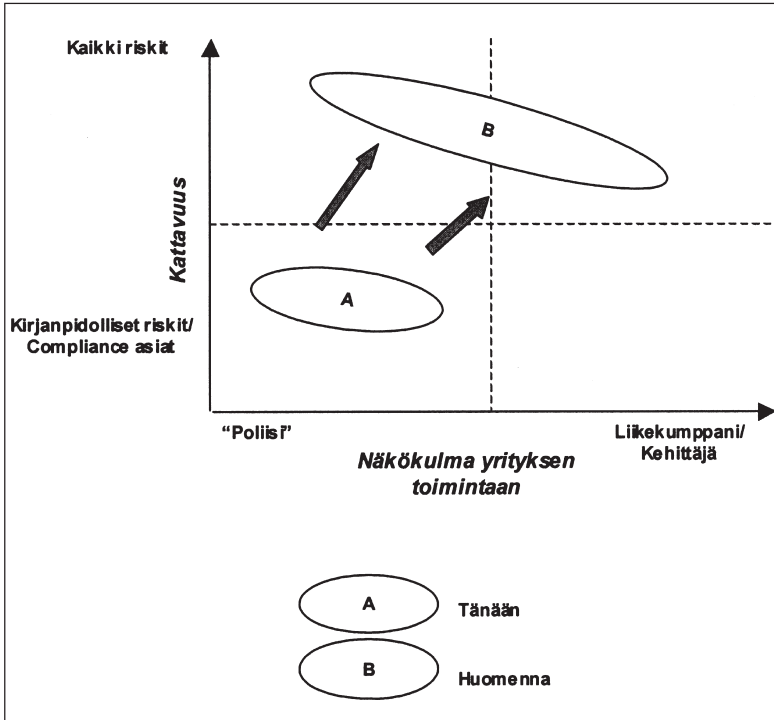 Kaikki riskit
B
Kattavuus
A
Kirjanpidolliset riskit/
Compliance asiat
“Poliisi”
Liikekumppani/
Kehittäjä
Näkökulma yrityksen
toimintaan
A
Tänään
B
Huomenna